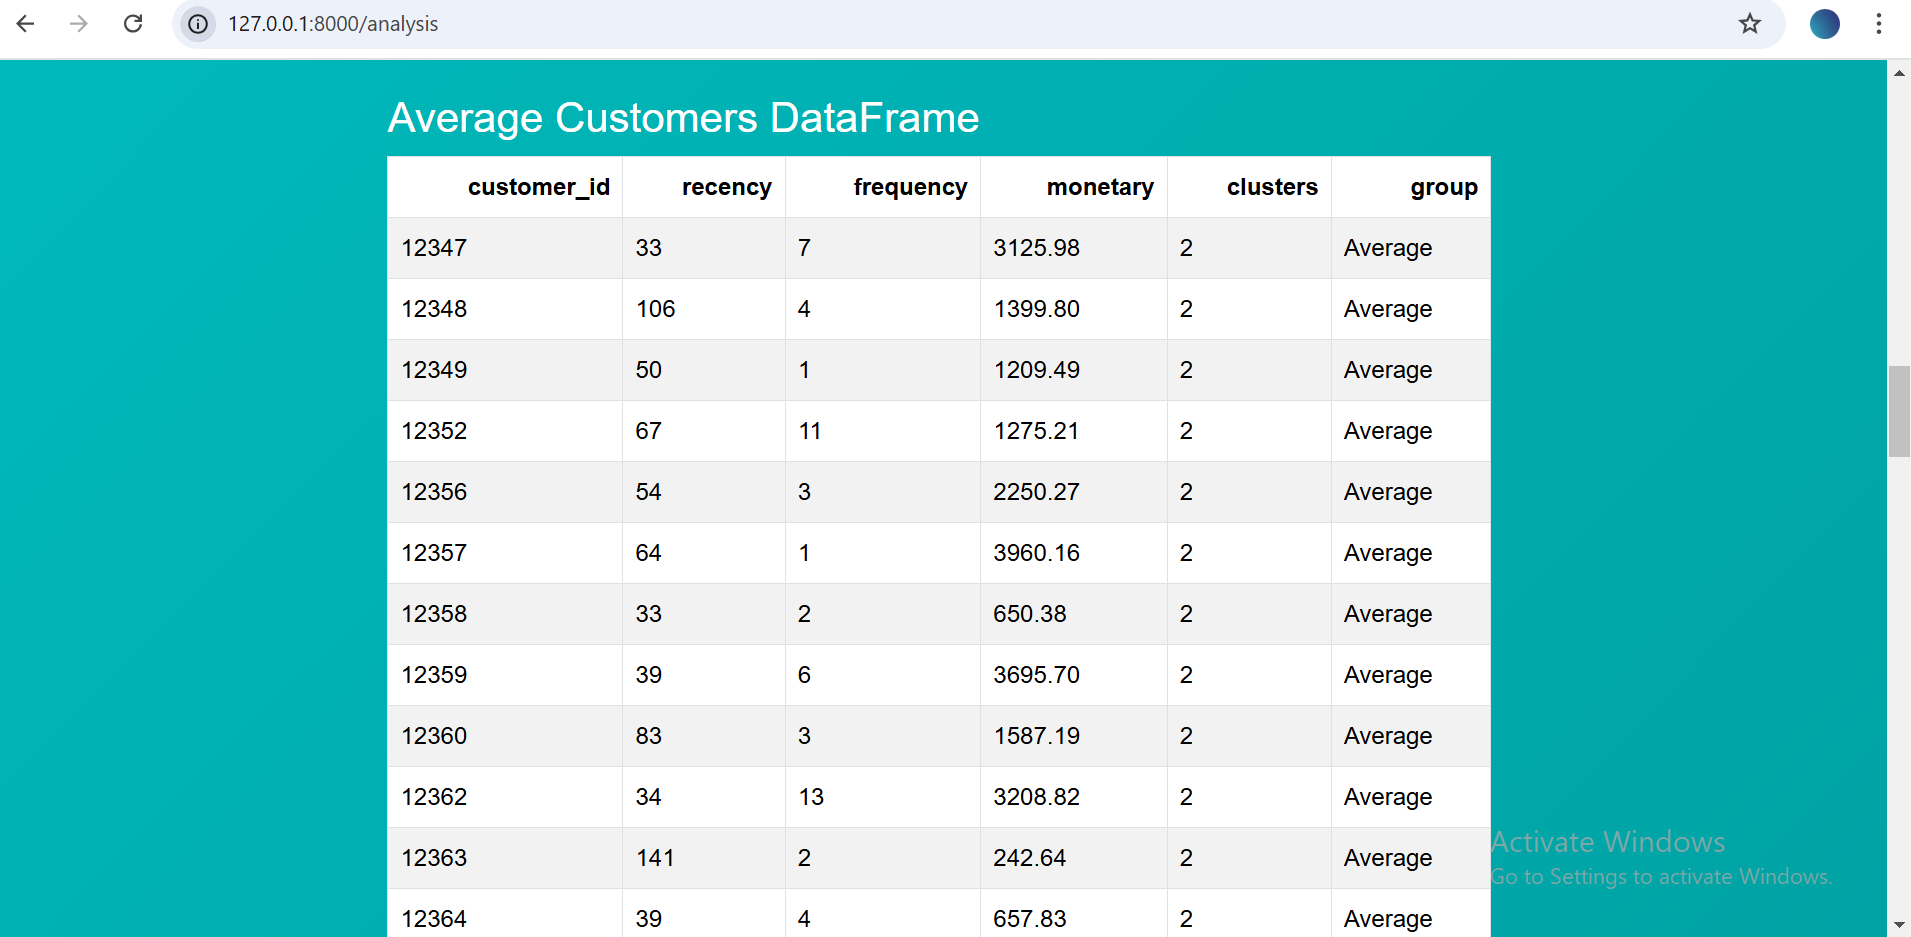 127.0.0.1:8000/analysis
Average Customers DataFrame
customer_id recency frequency monetary clusters group
12347 33 7 3125.98 2 Average
12348 106 4 1399.80 2 Average
12349 50 1 1209.49 2 Average
12352 67 11 1275.21 2 Average
12356 54 3 2250.27 2 Average
12357 64 1 3960.16 2 Average
12358 33 2 650.38 2 Average
12359 39 6 3695.70 2 Average
12360 83 3 1587.19 2 Average
12362 34 13 3208.82 2 Average
12363 141 2 242.64 2 Average
12364 39 4 657.83 2 Average
Activate Windows
Go to Settings to activate Windows.